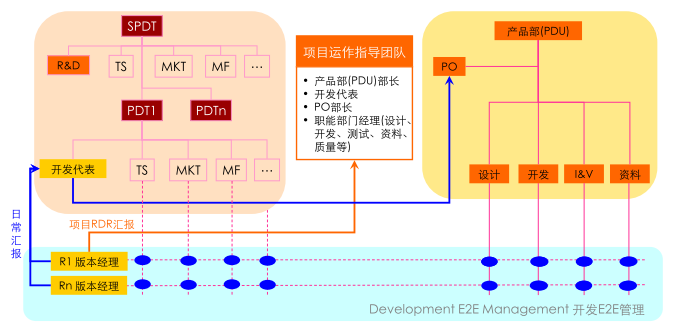 SPDT
R&D
TS
MKT
MF
…
PDT1
PDTn
开发代表
TS
MKT
MF
…
项目运作指导团队
• 产品部(PDU)部长
• 开发代表
• PO部长
• 职能部门经理(设计、
开发、测试、资料、
质量等)
产品部(PDU)
PO
设计
开发
I&V
资料
日常汇报
项目RDR汇报
R1 版本经理
Rn 版本经理
Development E2E Management 开发E2E管理